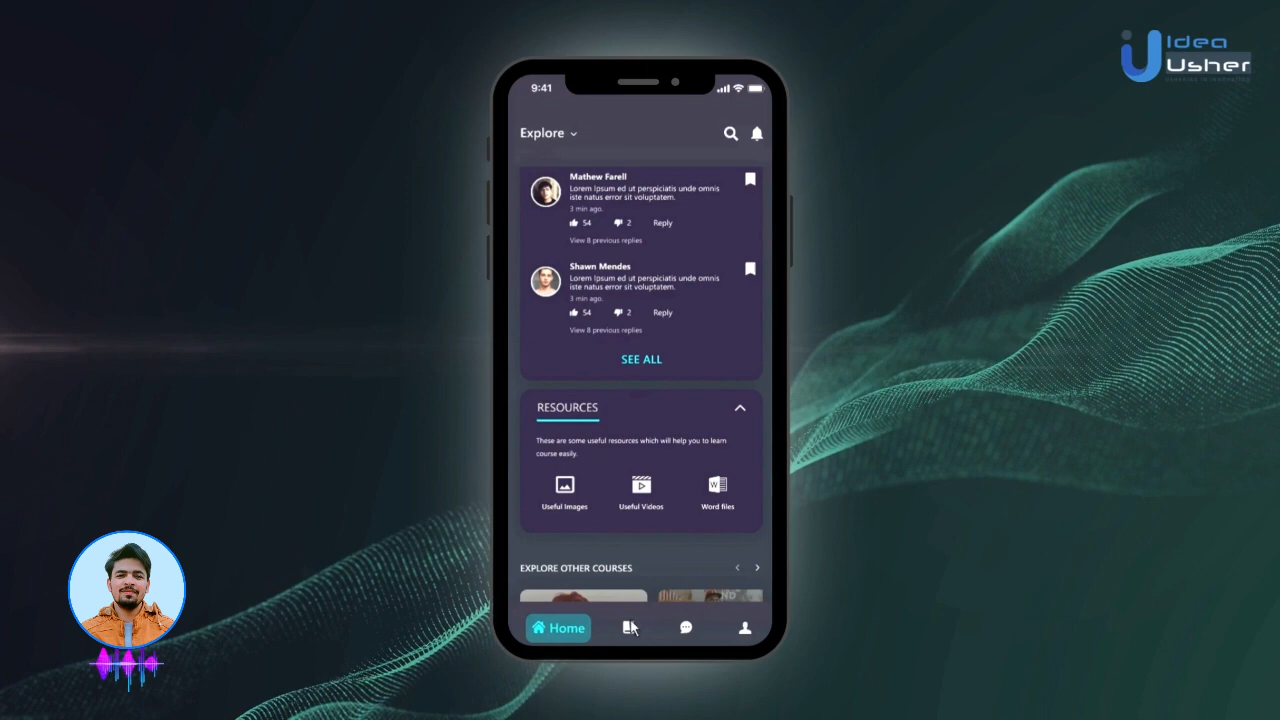 Idea
Usher
9:41
Explore
Mathew Farell
Lorem Ipsum ed ut perspiciatis unde omnis
iste natus error sit voluptatem.
3 min ago.
54 2 Reply
View 8 previous replies
Shawn Mendes
Lorem Ipsum ed ut perspiciatis unde omnis
iste natus error sit voluptatem.
3 min ago.
54 2 Reply
View 8 previous replies
SEE ALL
RESOURCES
These are some useful resources which will help you to learn
course easily.
W
Useful Images Useful Videos Word files
EXPLORE OTHER COURSES
Home